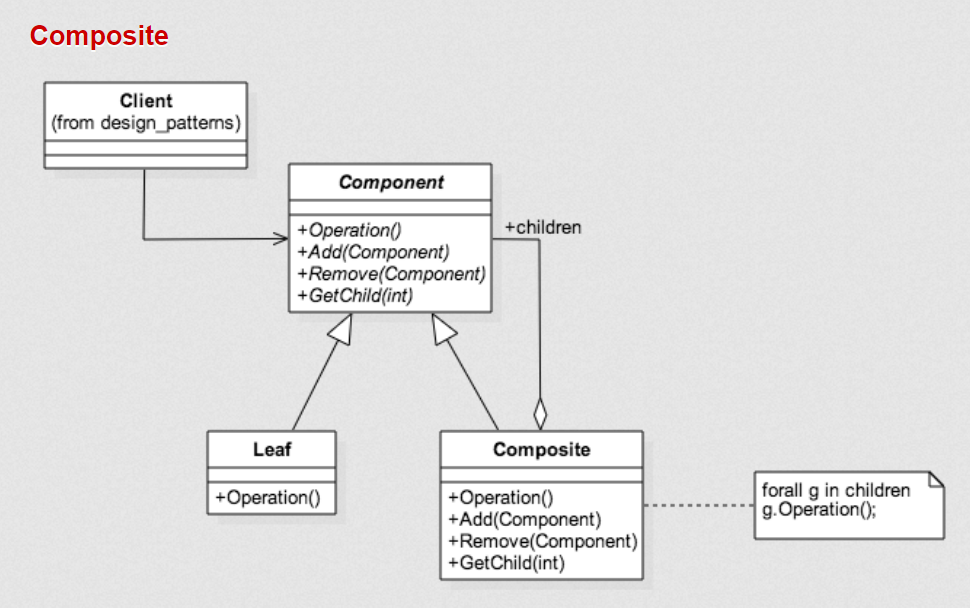 Composite
Client
(from design_patterns)
Component
+Operation()
+Add(Component)
+Remove(Component)
+GetChild(int)
+children
Leaf
+Operation()
Composite
+Operation()
+Add(Component)
+Remove(Component)
+GetChild(int)
forall g in children
g.Operation();